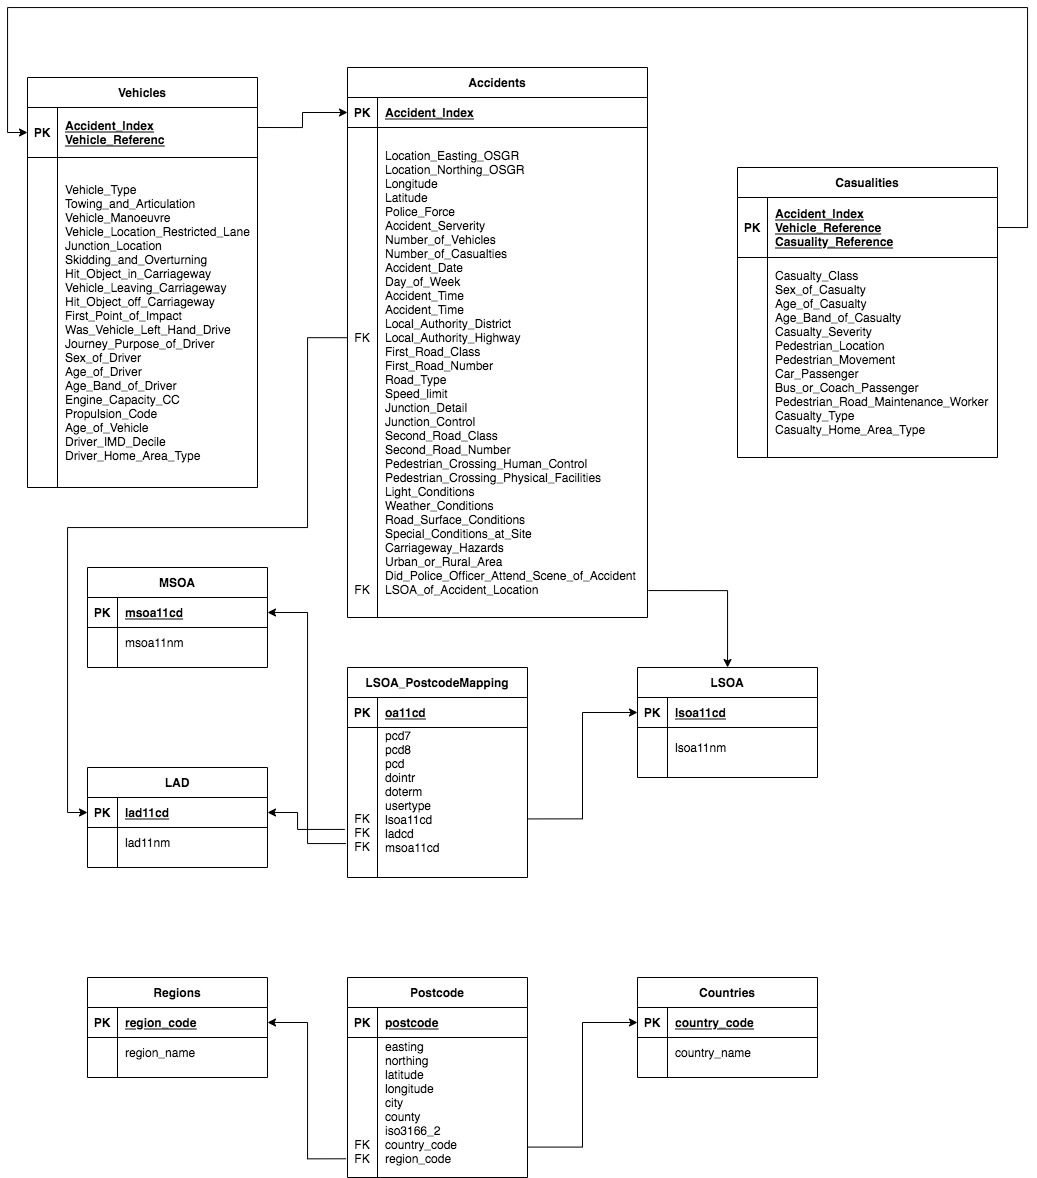 Vehicles
PK
Accident_Index
Vehicle_Referenc
Vehicle_Type
Towing_and_Articulation
Vehicle_Manoeuvre
Vehicle_Location_Restricted_Lane
Junction_Location
Skidding_and_Overturning
Hit_Object_in_Carriageway
Vehicle_Leaving_Carriageway
Hit_Object_off_Carriageway
First_Point_of_Impact
Was_Vehicle_Left_Hand_Drive
Journey_Purpose_of_Driver
Sex_of_Driver
Age_of_Driver
Age_Band_of_Driver
Engine_Capacity_CC
Propulsion_Code
Age_of_Vehicle
Driver_IMD_Decile
Driver_Home_Area_Type
Accidents
PK Accident_Index
Location_Easting_OSGR
Location_Northing_OSGR
Longitude
Latitude
Police_Force
Accident_Serverity
Number_of_Vehicles
Number_of_Casualties
Accident_Date
Day_of_Week
Accident_Time
Accident_Time
Local_Authority_District
FK Local_Authority_Highway
First_Road_Class
First_Road_Number
Road_Type
Speed_limit
Junction_Detail
Junction_Control
Second_Road_Class
Second_Road_Number
Pedestrian_Crossing_Human_Control
Pedestrian_Crossing_Physical_Facilities
Light_Conditions
Weather_Conditions
Road_Surface_Conditions
Special_Conditions_at_Site
Carriageway_Hazards
Urban_or_Rural_Area
Did_Police_Officer_Attend_Scene_of_Accident
FK LSOA_of_Accident_Location
Casualities
Accident_Index
PK Vehicle_Reference
Casuality_Reference
Casualty_Class
Sex_of_Casualty
Age_of_Casualty
Age_Band_of_Casualty
Casualty_Severity
Pedestrian_Location
Pedestrian_Movement
Car_Passenger
Bus_or_Coach_Passenger
Pedestrian_Road_Maintenance_Worker
Casualty_Type
Casualty_Home_Area_Type
MSOA
PK msoa11cd
msoa11nm
LSOA_PostcodeMapping
PK oa11cd
pcd7
pcd8
pcd
dointr
doterm
usertype
FK lsoa11cd
FK ladcd
FK msoa11cd
LSOA
PK lsoa11cd
lsoa11nm
LAD
PK lad11cd
lad11nm
Regions
PK region_code
region_name
Postcode
PK postcode
easting
northing
latitude
longitude
city
county
iso3166_2
FK country_code
FK region_code
Countries
PK country_code
country_name